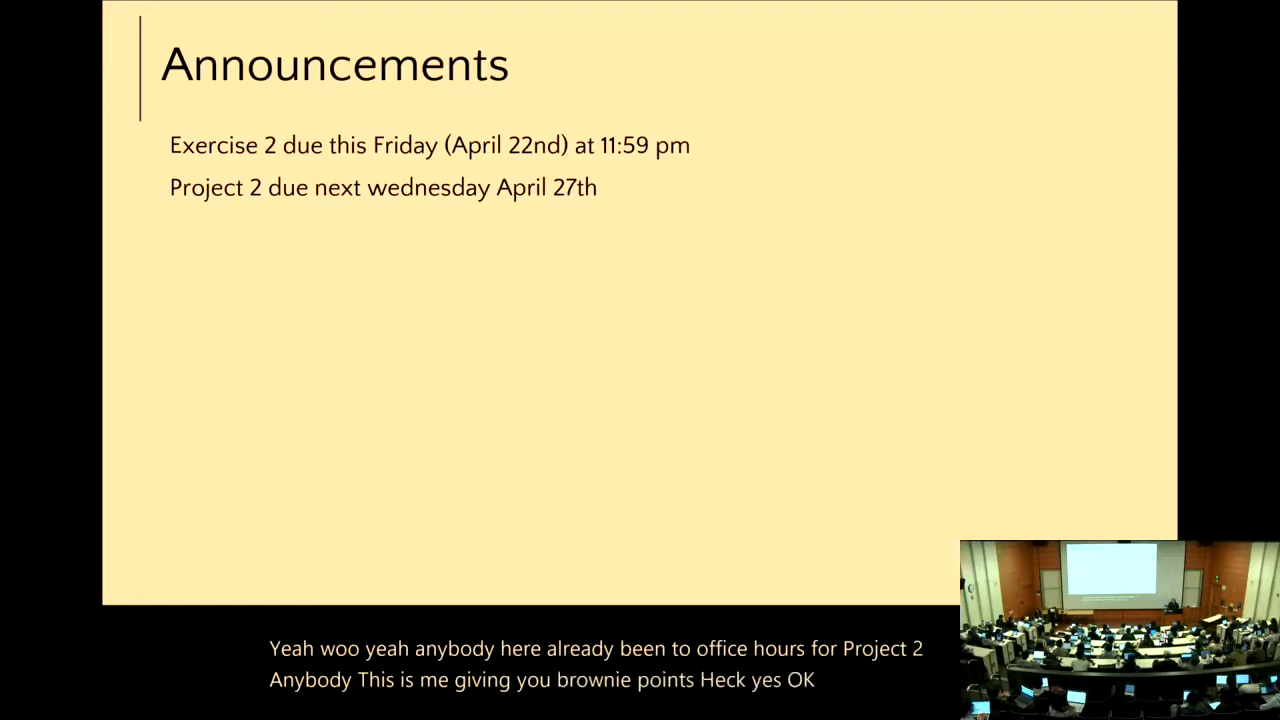 Announcements
Exercise 2 due this Friday (April 22nd) at 11:59 pm
Project 2 due next wednesday April 27th
Yeah woo yeah anybody here already been to office hours for Project 2
Anybody This is me giving you brownie points Heck yes OK